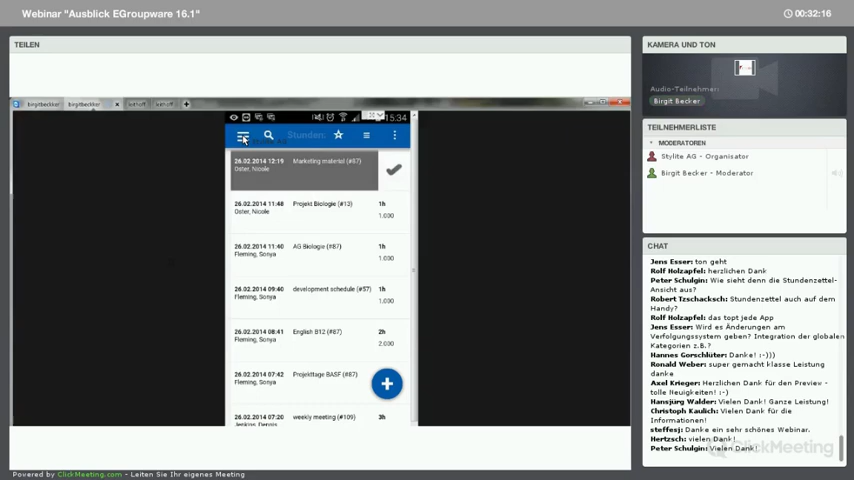 Webinar "Ausblick EGroupware 16.1"
00:32:16
TEILEN
birgitbeckker
birgitbeckker
15:34
Stunden
26.02.2014 12:19 Marketing material (#87)
Oster, Nicole
26.02.2014 11:48 Projekt Biologie (#13) 1h
Oster, Nicole 1.000
26.02.2014 11:40 AG Biologie (#87) 1h
Fleming, Sonya 1.000
26.02.2014 09:40 development schedule (#57) 1h
Fleming, Sonya 1.000
26.02.2014 08:41 English B12 (#87) 2h
Fleming, Sonya 2.000
26.02.2014 07:42 Projekttage BASF (#87)
Fleming, Sonya
26.02.2014 07:20 weekly meeting (#109) 3h
Jenkins, Dennis
KAMERA UND TON
Audio-Teilnehmer:
Birgit Becker
TEILNEHMERLISTE
MODERATOREN
Stylite AG - Organisator
Birgit Becker - Moderator
CHAT
Jens Esser: ton geht
Rolf Holzapfel: herzlichen Dank
Peter Schulgin: Wie sieht denn die Stundenzettel-
Ansicht aus?
Robert Tzschacksch: Stundenzettel auch auf dem
Handy?
Rolf Holzapfel: das topt jede App
Jens Esser: Wird es Änderungen am
Verfolgungssystem geben? Integration der globalen
Kategorien z.B.?
Hannes Gorschlüter: Danke! :-)))
Ronald Weber: super gemacht klasse Leistung
danke
Axel Krieger: Herzlichen Dank für den Preview -
tolle Neuigkeiten! :-)
Hansjürg Walder: Vielen Dank! Ganze Leistung!
Christoph Kaulich: Vielen Dank für die
Informationen!
steffesj: Danke ein sehr schönes Webinar.
Hertzsch: vielen Dank!
Peter Schulgin: Vielen Dank!
ClickMeeting
Powered by ClickMeeting.com - Leiten Sie Ihr eigenes Meeting